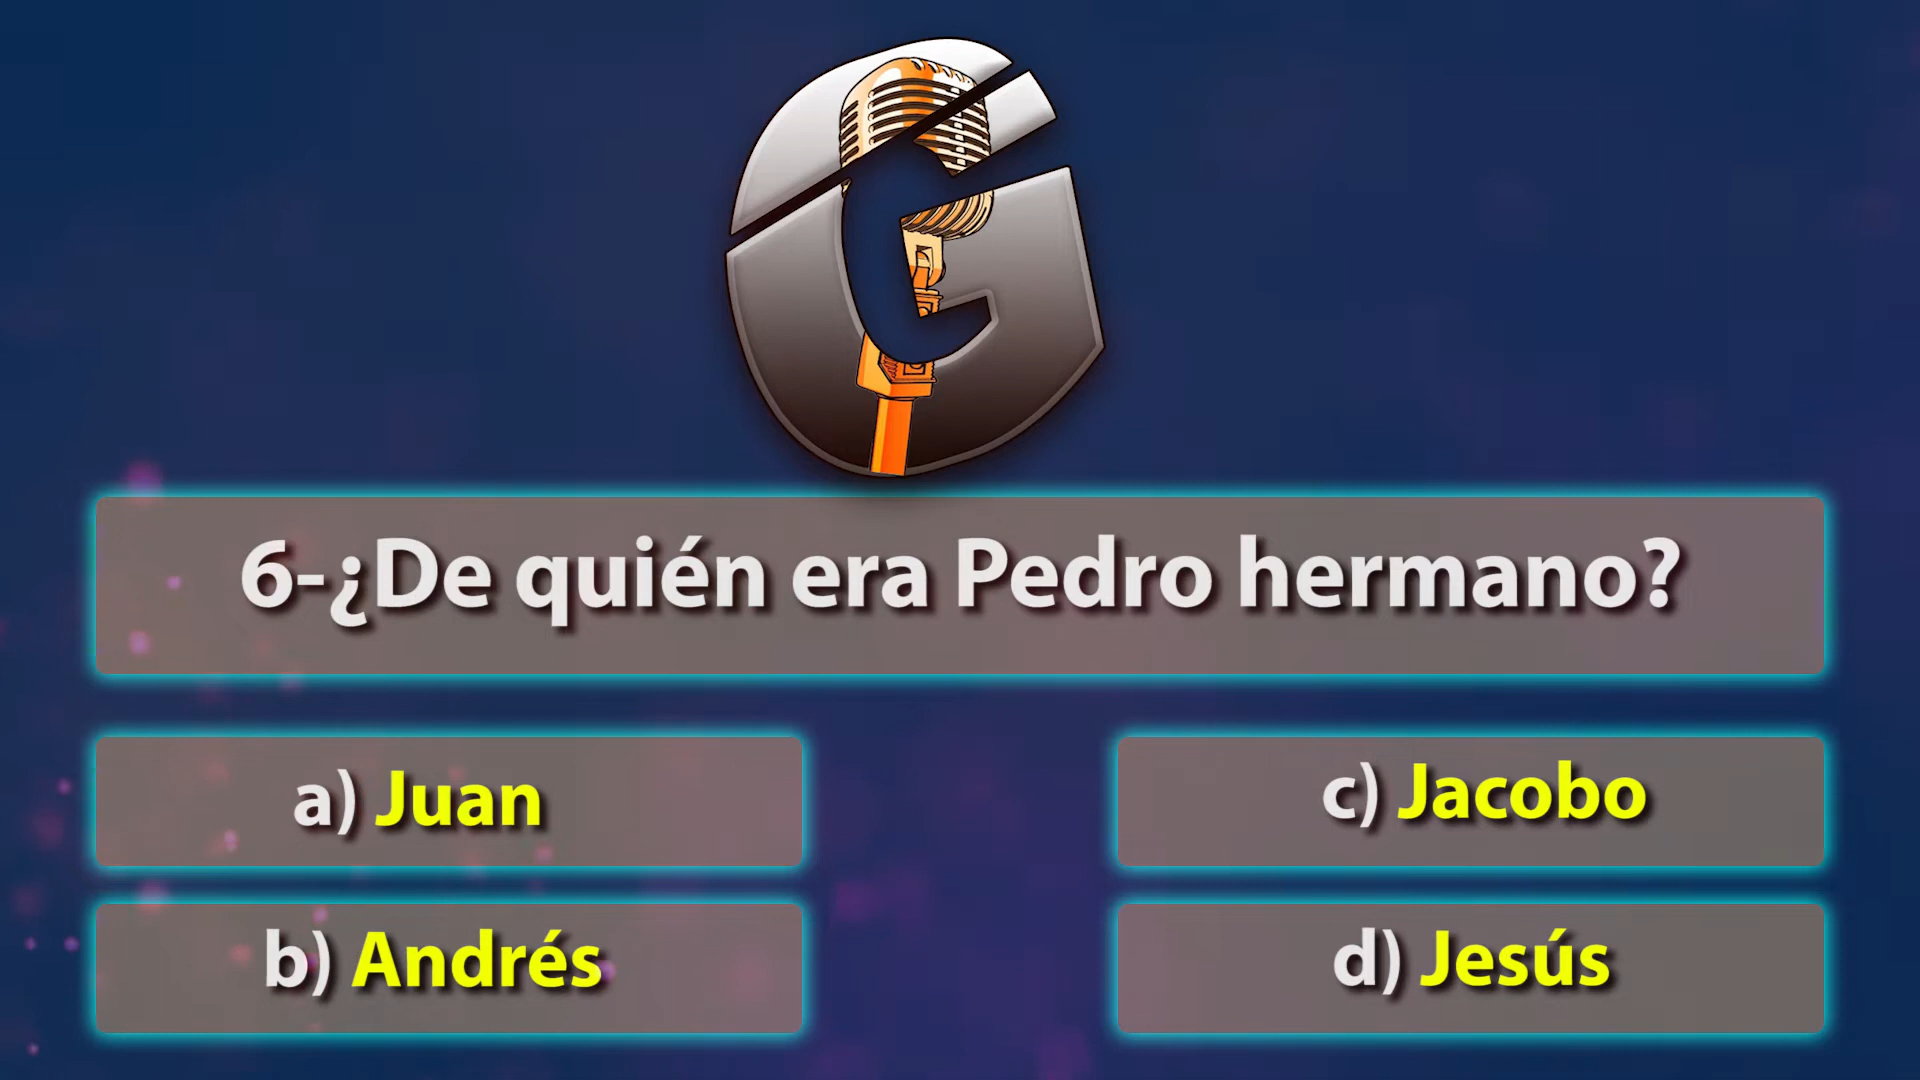 6-¿De quién era Pedro hermano?
a) Juan
b) Andrés
c) Jacobo
d) Jesús